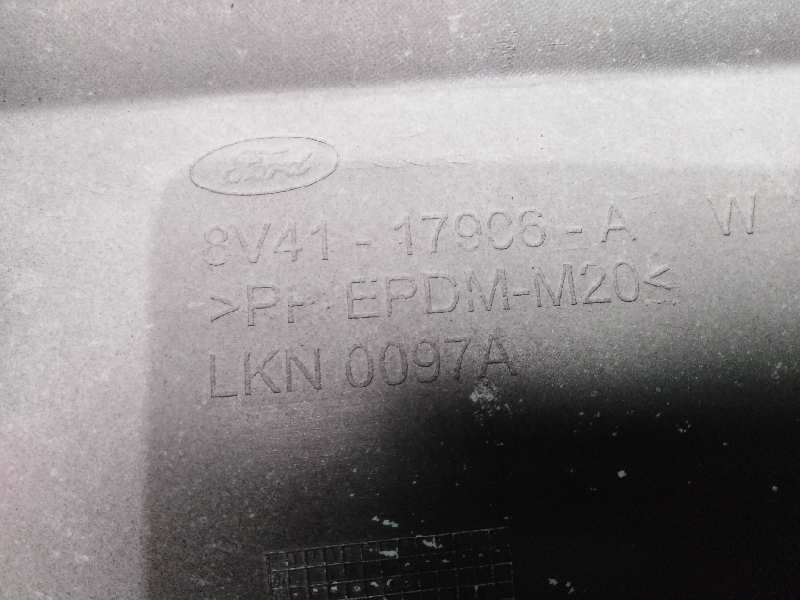 Ford
8V41-17906-A W
>PP EPDM-M20<
LKN 0097A